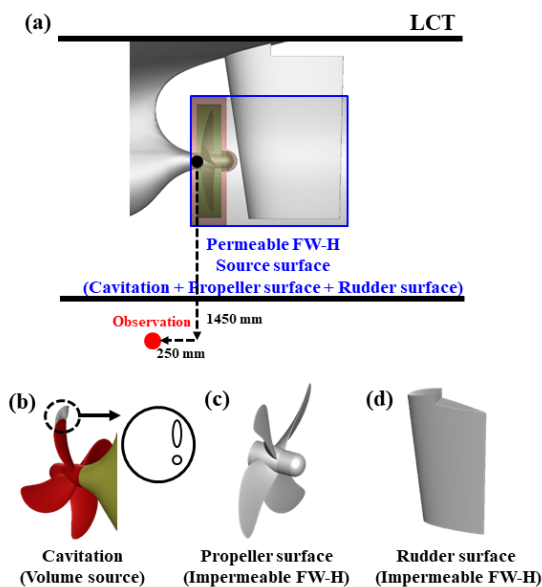 (a)
LCT
Permeable FW-H
Source surface
(Cavitation + Propeller surface + Rudder surface)
Observation
1450 mm
250 mm
(b)
(c)
(d)
Cavitation
(Volume source)
Propeller surface
(Impermeable FW-H)
Rudder surface
(Impermeable FW-H)